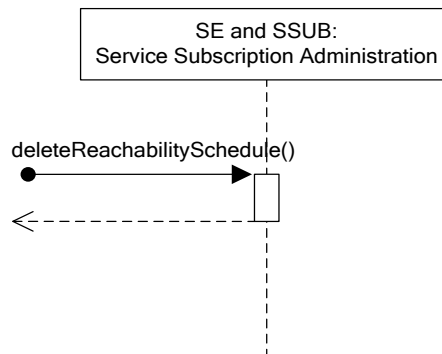 SE and SSUB:
Service Subscription Administration
deleteReachabilitySchedule()